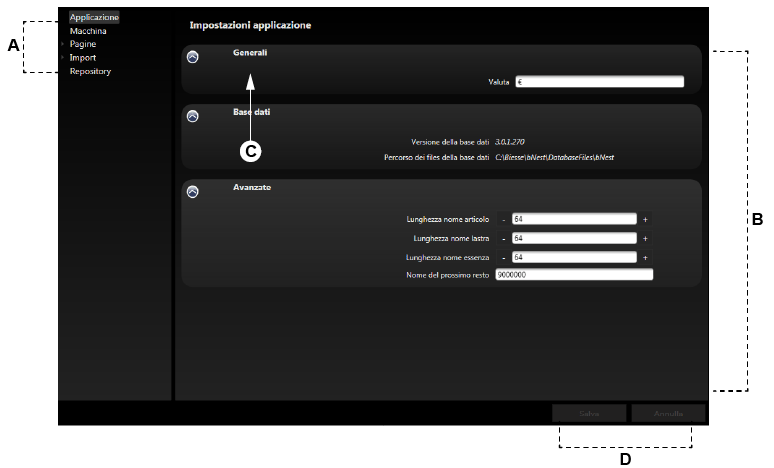 Applicazione
Macchina
Pagine
Import
Repository
A
Impostazioni applicazione
Generali
Valuta €
Base dati
C
Versione della base dati 3.0.1.270
Percorso dei files della base dati C:\Biesse\bNest\DatabaseFiles\bNest
Avanzate
Lunghezza nome articolo - 64 +
Lunghezza nome lastra - 64 +
Lunghezza nome essenza - 64 +
Nome del prossimo resto 9000000
B
Salva Annulla
D